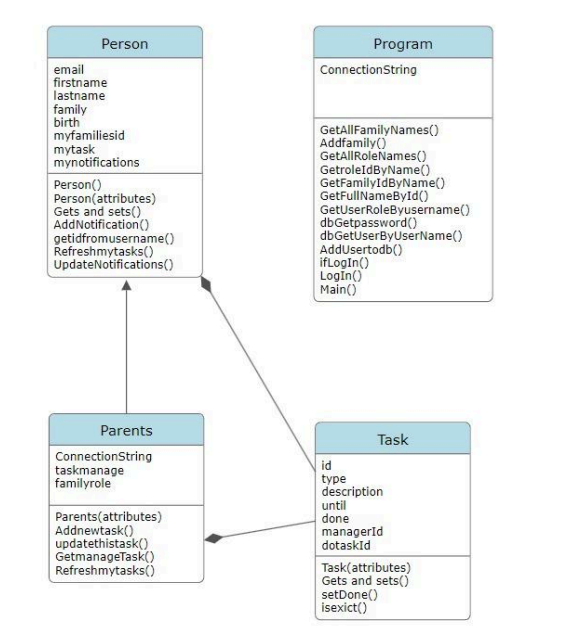 Person
email
firstname
lastname
family
birth
myfamiliesid
mytask
mynotifications
Person()
Person(attributes)
Gets and sets()
AddNotification()
getidfromusername()
Refreshmytasks()
UpdateNotifications()
Program
ConnectionString
GetAllFamilyNames()
Addfamily()
GetAllRoleNames()
GetroleIdByName()
GetFamilyIdByName()
GetFullNameById()
GetUserRoleByusername()
dbGetpassword()
dbGetUserByUserName()
AddUsertodb()
ifLogIn()
LogIn()
Main()
Parents
ConnectionString
taskmanage
familyrole
Parents(attributes)
Addnewtask()
updatethistask()
GetmanageTask()
Refreshmytasks()
Task
id
type
description
until
done
managerId
dotaskId
Task(attributes)
Gets and sets()
setDone()
isexict()